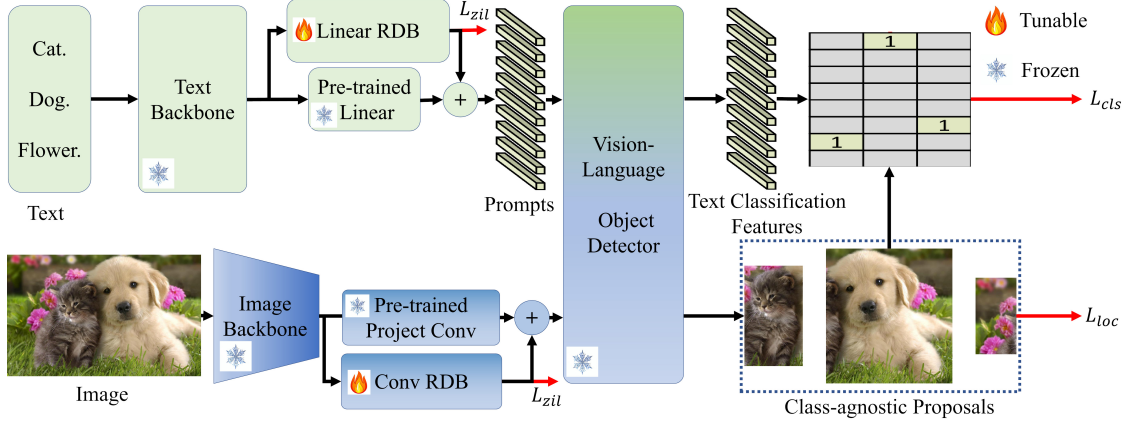 Cat.
Dog.
Flower.
Text
Text
Backbone
Linear RDB
L_zil
Pre-trained
Linear
+
Prompts
Vision-
Language
Object
Detector
Text Classification
Features
1
1
1
Tunable
Frozen
L_cls
Image
Image
Backbone
Pre-trained
Project Conv
+
Conv RDB
L_zil
Class-agnostic Proposals
L_loc